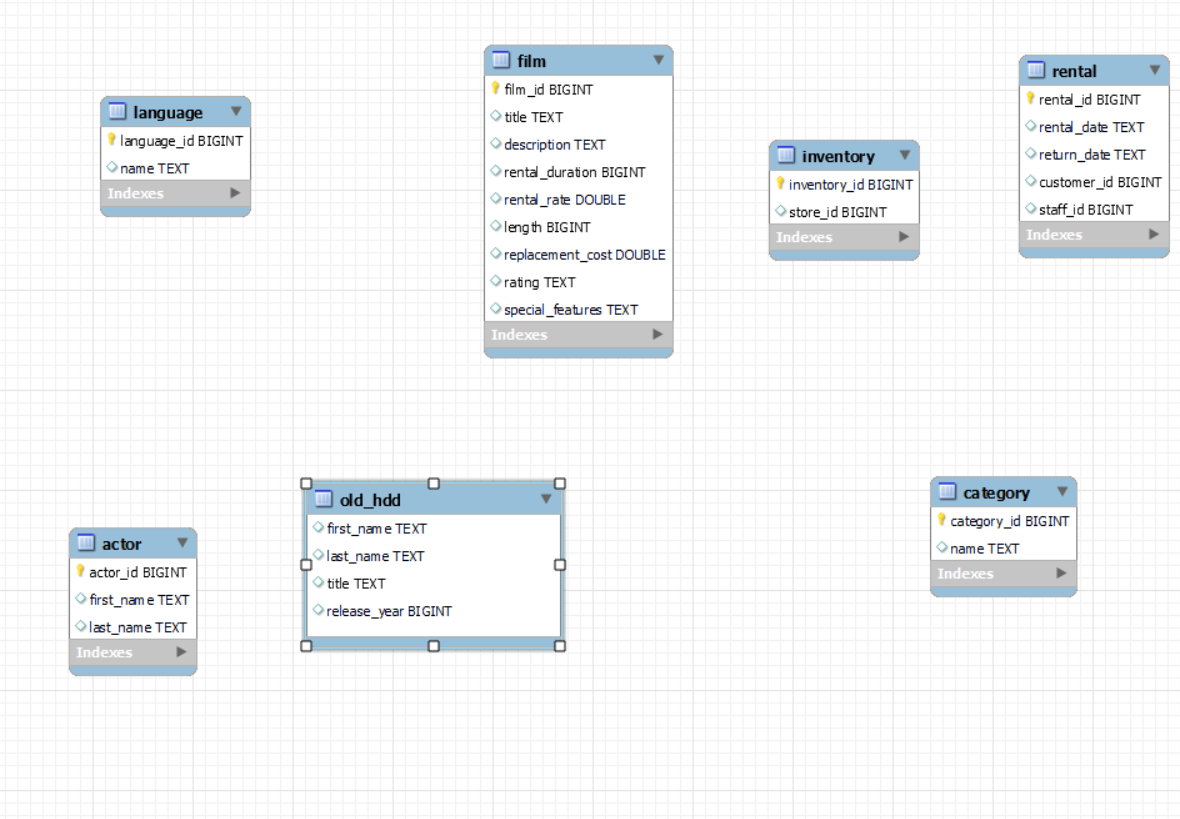 language
language_id BIGINT
name TEXT
Indexes
film
film_id BIGINT
title TEXT
description TEXT
rental_duration BIGINT
rental_rate DOUBLE
length BIGINT
replacement_cost DOUBLE
rating TEXT
special_features TEXT
Indexes
inventory
inventory_id BIGINT
store_id BIGINT
Indexes
rental
rental_id BIGINT
rental_date TEXT
return_date TEXT
customer_id BIGINT
staff_id BIGINT
Indexes
actor
actor_id BIGINT
first_name TEXT
last_name TEXT
Indexes
old_hdd
first_name TEXT
last_name TEXT
title TEXT
release_year BIGINT
category
category_id BIGINT
name TEXT
Indexes